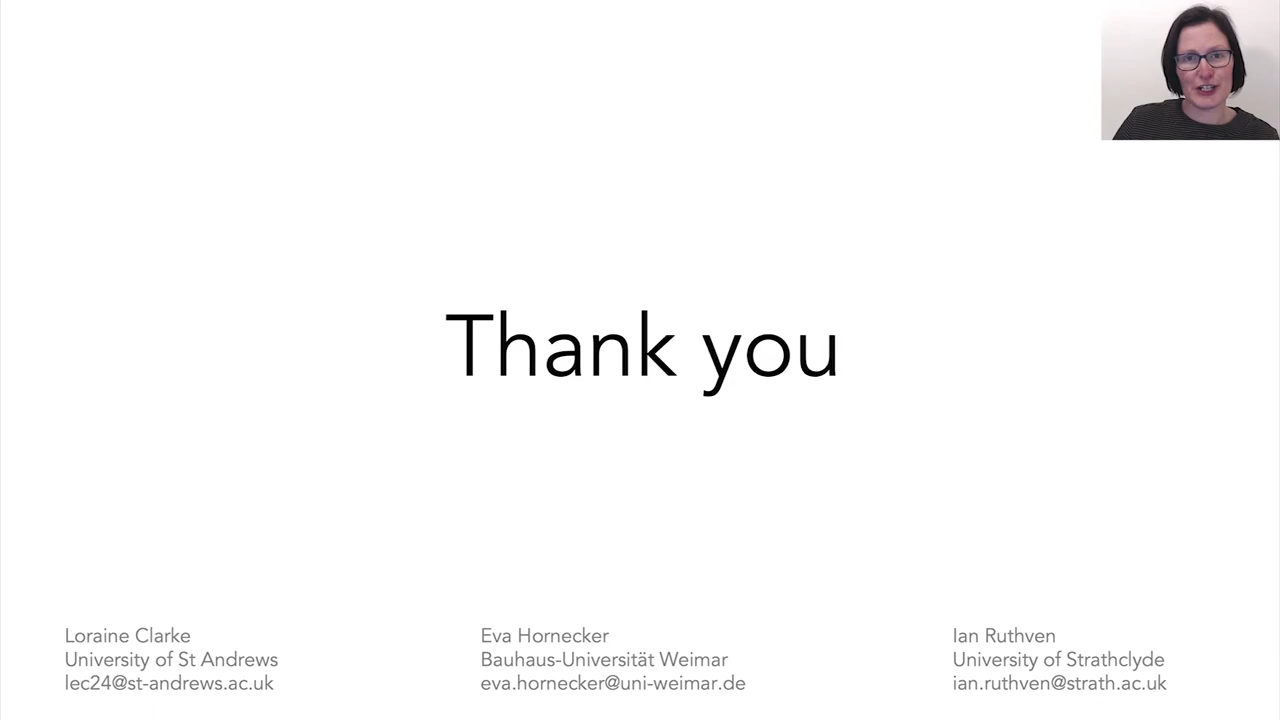 Thank you
Loraine Clarke
University of St Andrews
lec24@st-andrews.ac.uk
Eva Hornecker
Bauhaus-Universität Weimar
eva.hornecker@uni-weimar.de
Ian Ruthven
University of Strathclyde
ian.ruthven@strath.ac.uk